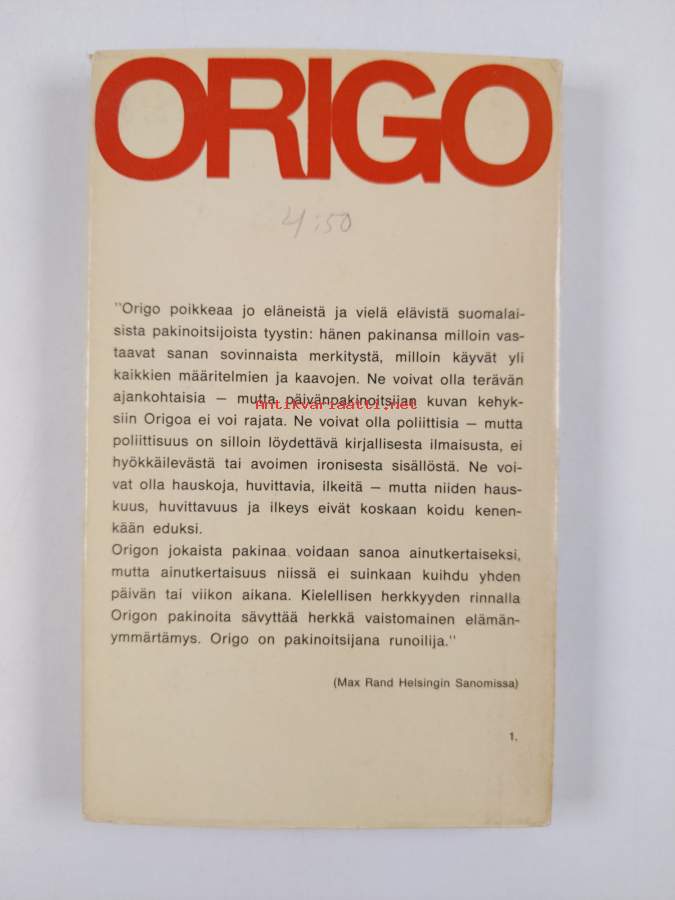 ORIGO
4:50
"Origo poikkeaa jo eläneistä ja vielä elävistä suomalai-
sista pakinoitsijoista tyystin: hänen pakinansa milloin vas-
taavat sanan sovinnaista merkitystä, milloin käyvät yli
kaikkien määritelmien ja kaavojen. Ne voivat olla terävän
ajankohtaisia — mutta päivänpakinoitsijan kuvan kehyk-
Antikvariaatti.net
siin Origoa ei voi rajata. Ne voivat olla poliittisia — mutta
poliittisuus on silloin löydettävä kirjallisesta ilmaisusta, ei
hyökkäilevästä tai avoimen ironisesta sisällöstä. Ne voi-
vat olla hauskoja, huvittavia, ilkeitä — mutta niiden haus-
kuus, huvittavuus ja ilkeys eivät koskaan koidu kenen-
kään eduksi.
Origon jokaista pakinaa voidaan sanoa ainutkertaiseksi,
mutta ainutkertaisuus niissä ei suinkaan kuihdu yhden
päivän tai viikon aikana. Kielellisen herkkyyden rinnalla
Origon pakinoita sävyttää herkkä vaistomainen elämän-
ymmärtämys. Origo on pakinoitsijana runoilija."
(Max Rand Helsingin Sanomissa)
1.